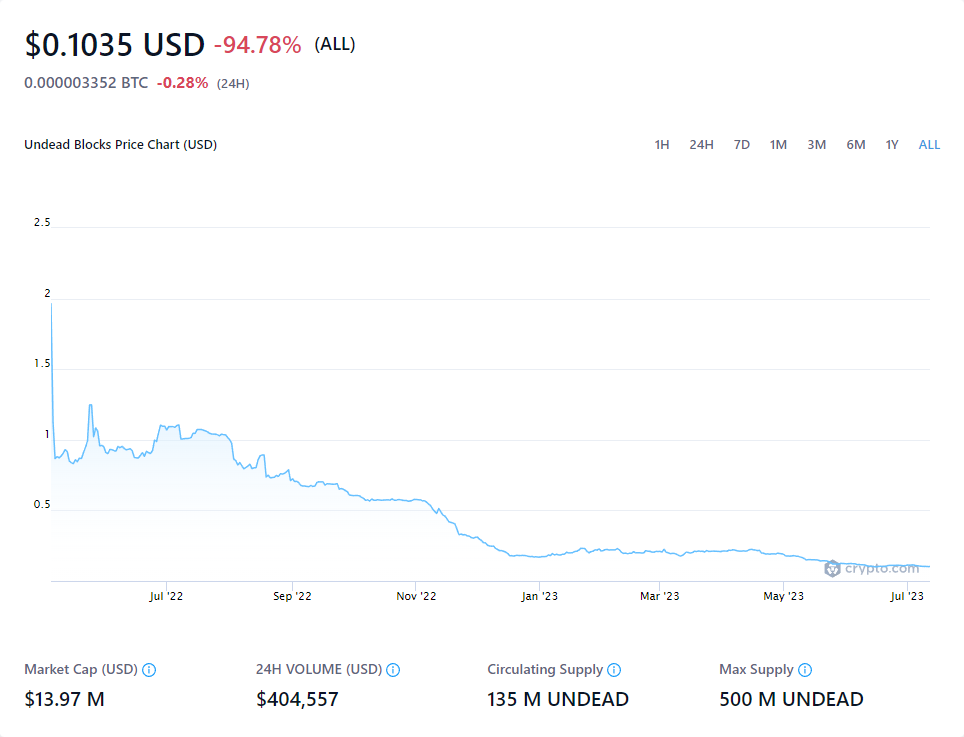 $0.1035 USD -94.78% (ALL)
0.000003352 BTC -0.28% (24H)
Undead Blocks Price Chart (USD) 1H 24H 7D 1M 3M 6M 1Y ALL
2.5
2
1.5
1
0.5
crypto.com
Jul '22 Sep '22 Nov '22 Jan '23 Mar '23 May '23 Jul '23
Market Cap (USD) 24H VOLUME (USD) Circulating Supply Max Supply
$13.97 M $404,557 135 M UNDEAD 500 M UNDEAD